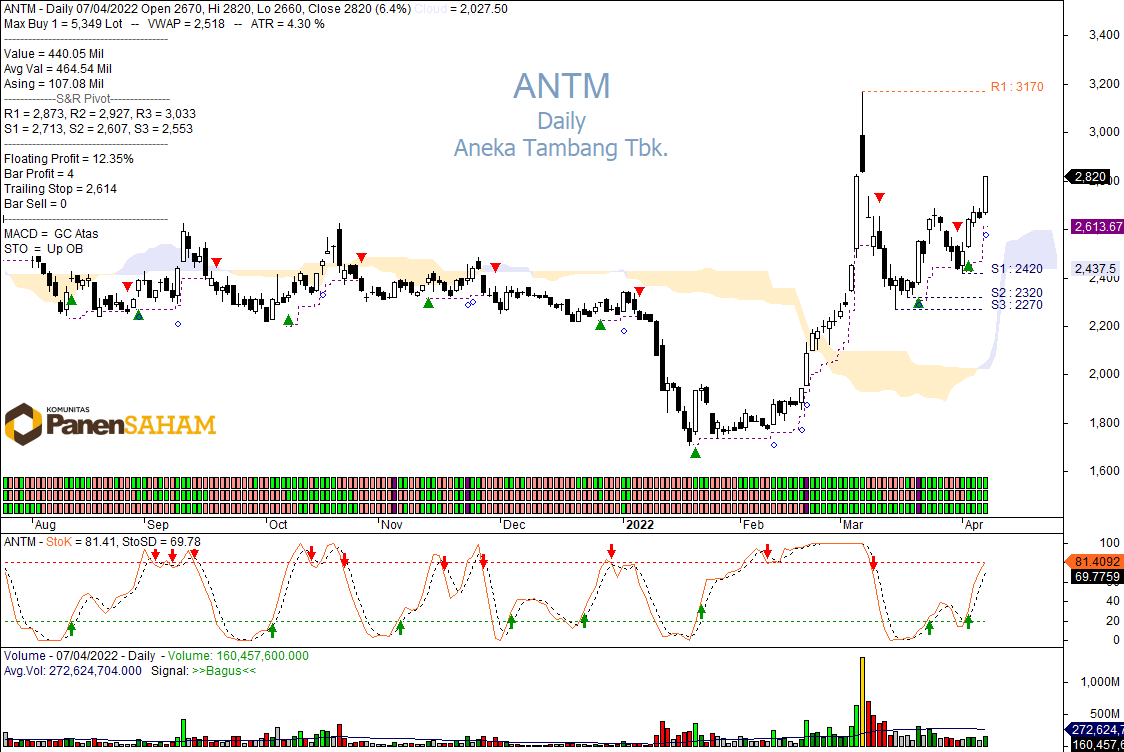 ANTM - Daily 07/04/2022 Open 2670, Hi 2820, Lo 2660, Close 2820 (6.4%) Cloud = 2,027.50
Max Buy 1 = 5,349 Lot -- VWAP = 2,518 -- ATR = 4.30 %
Value = 440.05 Mil
Avg Val = 464.54 Mil
Asing = 107.08 Mil
--------------S&R Pivot----------------
R1 = 2,873, R2 = 2,927, R3 = 3,033
S1 = 2,713, S2 = 2,607, S3 = 2,553
Floating Profit = 12.35%
Bar Profit = 4
Trailing Stop = 2,614
Bar Sell = 0
MACD = GC Atas
STO = Up OB
ANTM
Daily
Aneka Tambang Tbk.
R1 : 3170
S1 : 2420
S2 : 2320
S3 : 2270
3,400
3,200
3,000
2,820
2,613.67
2,437.5
2,400
2,200
2,000
1,800
1,600
KOMUNITAS
PanenSAHAM
Aug Sep Oct Nov Dec 2022 Feb Mar Apr
ANTM - StoK = 81.41, StoSD = 69.78
100
81.4092
69.7759
40
20
0
Volume - 07/04/2022 - Daily - Volume: 160,457,600.000
Avg.Vol: 272,624,704.000 Signal: >>Bagus<<
1,000M
500M
272,624,7
160,457,6